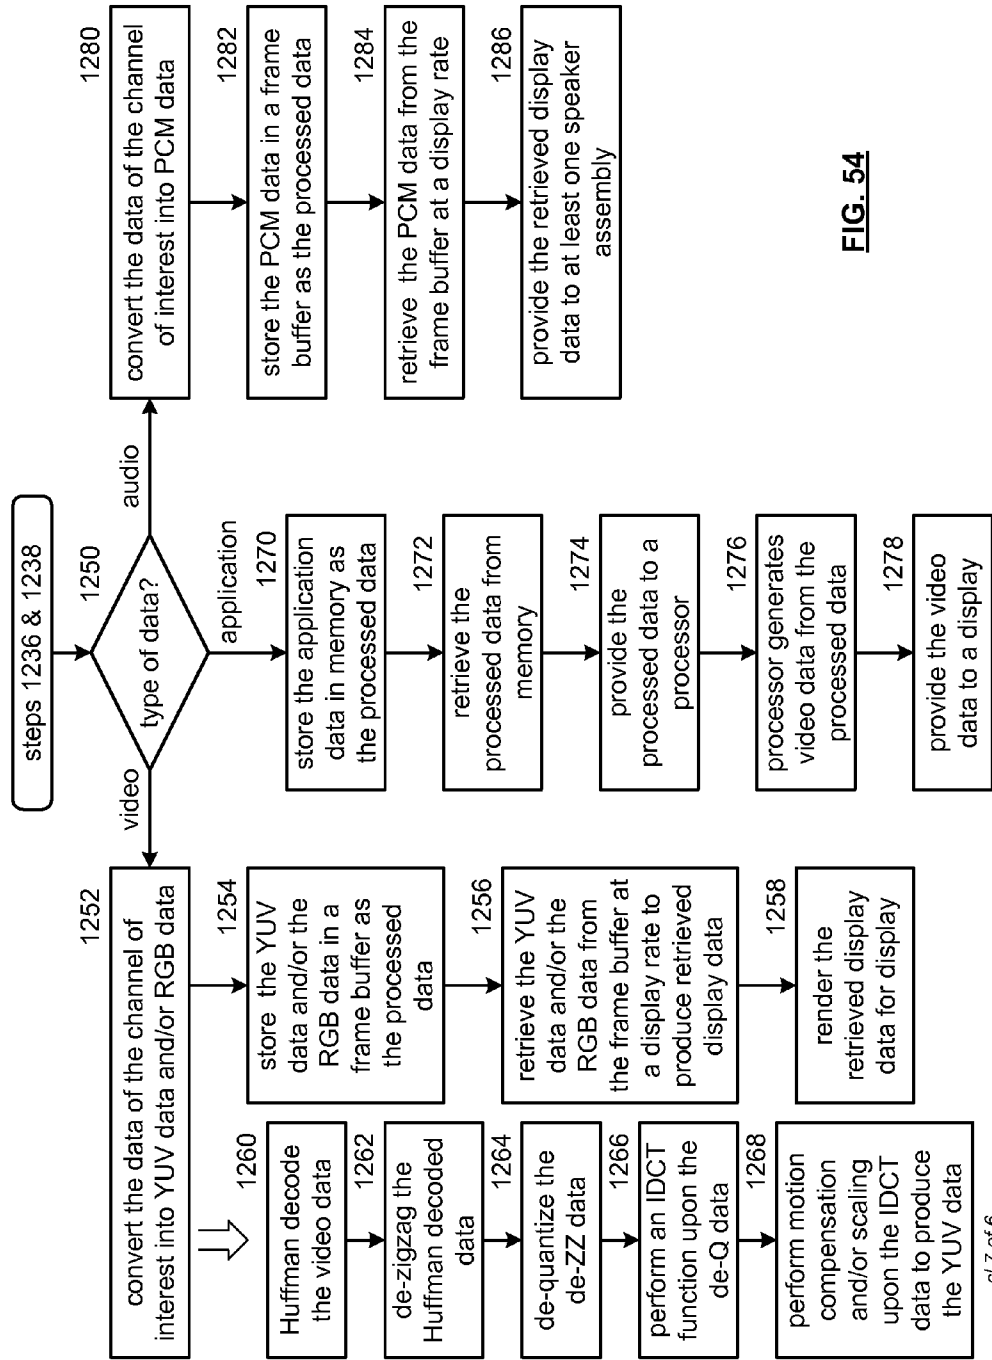 steps 1236 & 1238
1250
type of data?
video
audio
application
1252
convert the data of the channel of
interest into YUV data and/or RGB data
1254
store the YUV
data and/or the
RGB data in a
frame buffer as
the processed
data
1256
retrieve the YUV
data and/or the
RGB data from
the frame buffer at
a display rate to
produce retrieved
display data
1258
render the
retrieved display
data for display
1260
Huffman decode
the video data
1262
de-zigzag the
Huffman decoded
data
1264
de-quantize the
de-ZZ data
1266
perform an IDCT
function upon the
de-Q data
1268
perform motion
compensation
and/or scaling
upon the IDCT
data to produce
the YUV data
1270
store the application
data in memory as
the processed data
1272
retrieve the
processed data from
memory
1274
provide the
processed data to a
processor
1276
processor generates
video data from the
processed data
1278
provide the video
data to a display
1280
convert the data of the channel
of interest into PCM data
1282
store the PCM data in a frame
buffer as the processed data
1284
retrieve the PCM data from the
frame buffer at a display rate
1286
provide the retrieved display
data to at least one speaker
assembly
FIG. 54
cl 7 of 6